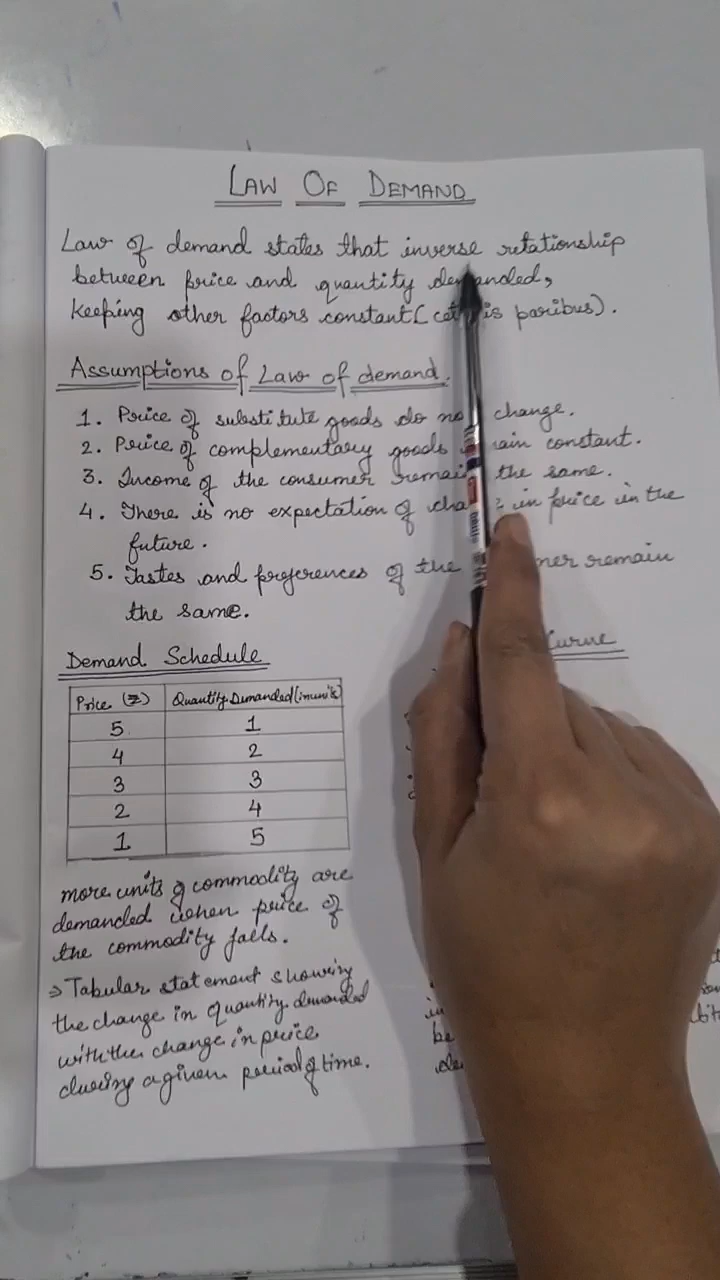 LAW OF DEMAND
Law of demand states that inverse relationship
between price and quantity demanded,
keeping other factors constant( is paribus).
Assumptions of Law of demand.
1. Price of substitute goods do change.
2. Price of complementary goods constant.
3. Income of the consumer remain the same.
4. There is no expectation of in price in the
future.
5. Tastes and preferences of the remain
the same.
Curve
Demand Schedule
Price (₹) Quantity Demanded (in units)
5 1
4 2
3 3
2 4
1 5
more units of commodity are
demanded when price of
the commodity falls.
⇒ Tabular statement showing
the change in quantity demanded
with the change in price
during a given period of time.